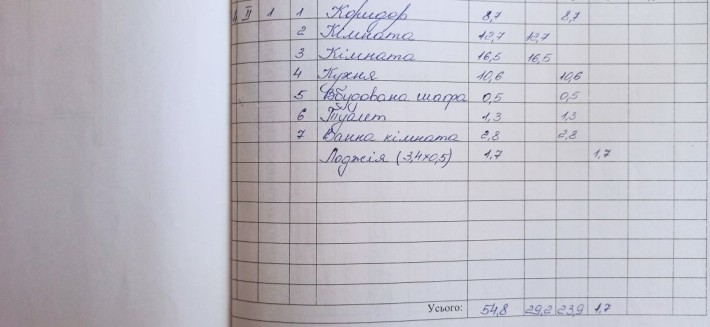 II 1 1 Коридор 8,7 8,7
2 Кімната 12,7 12,7
3 Кімната 16,5 16,5
4 Кухня 10,6 10,6
5 Вбудована шафа 0,5 0,5
6 Туалет 1,3 1,3
7 Ванна кімната 2,8 2,8
Лоджія (3,4х0,5) 1,7 1,7
Усього: 54,8 29,2 23,9 1,7